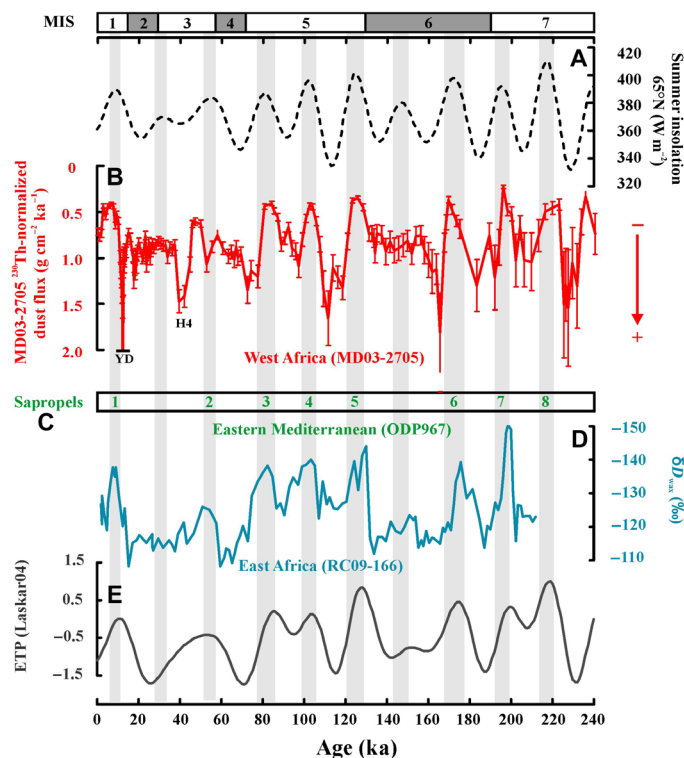 MIS 1 2 3 4 5 6 7
A
420
400
380
360
340
320
Summer insolation
65°N (W m⁻²)
B
0
0.5
1.0
1.5
2.0
MD03-2705 ²³⁰Th-normalized
dust flux (g cm⁻² ka⁻¹)
−
+
H4
YD
West Africa (MD03-2705)
Sapropels 1 2 3 4 5 6 7 8
C
Eastern Mediterranean (ODP967)
D
−150
−140
−130
−120
−110
δD wax (‰)
East Africa (RC09-166)
E
1.5
0.5
−0.5
−1.5
ETP (Laskar04)
0 20 40 60 80 100 120 140 160 180 200 220 240
Age (ka)